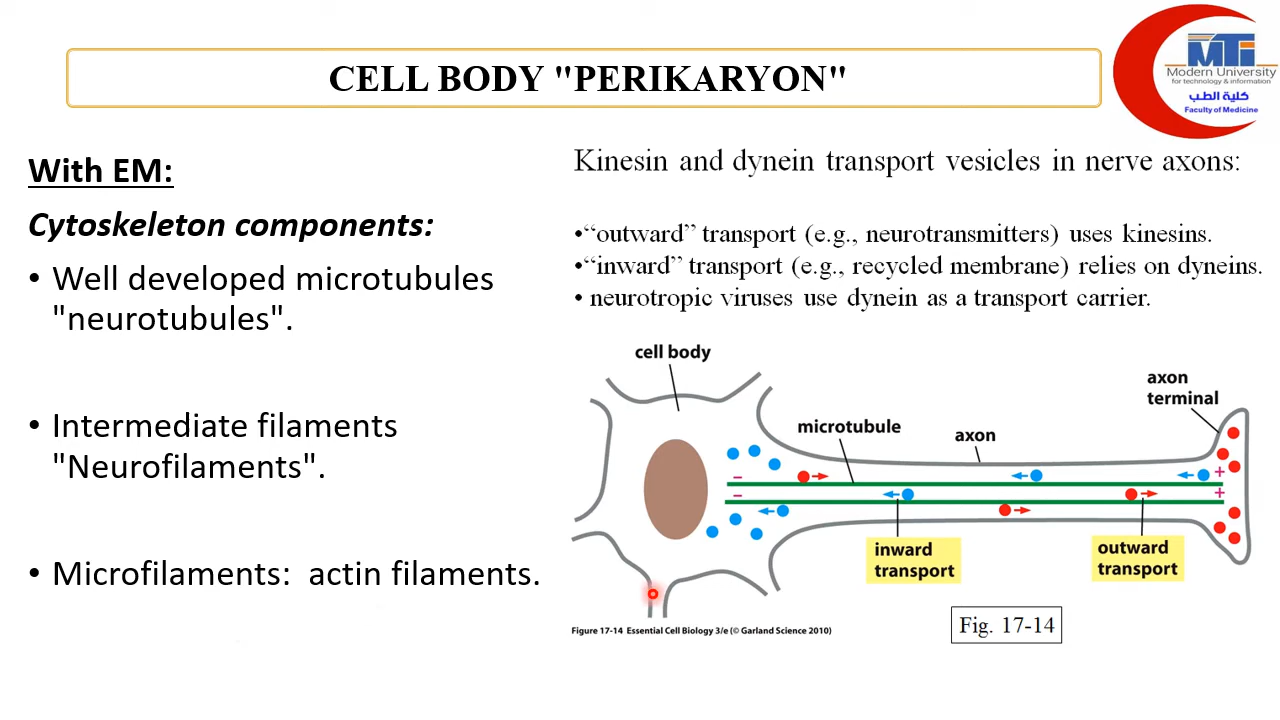 CELL BODY "PERIKARYON"
MTi
Modern University
for technology & information
كلية الطب
Faculty of Medicine
With EM:
Cytoskeleton components:
• Well developed microtubules
"neurotubules".
• Intermediate filaments
"Neurofilaments".
• Microfilaments: actin filaments.
Kinesin and dynein transport vesicles in nerve axons:
•“outward” transport (e.g., neurotransmitters) uses kinesins.
•“inward” transport (e.g., recycled membrane) relies on dyneins.
• neurotropic viruses use dynein as a transport carrier.
cell body
axon
terminal
microtubule
axon
– +
– +
inward
transport
outward
transport
Figure 17-14 Essential Cell Biology 3/e (© Garland Science 2010)
Fig. 17-14